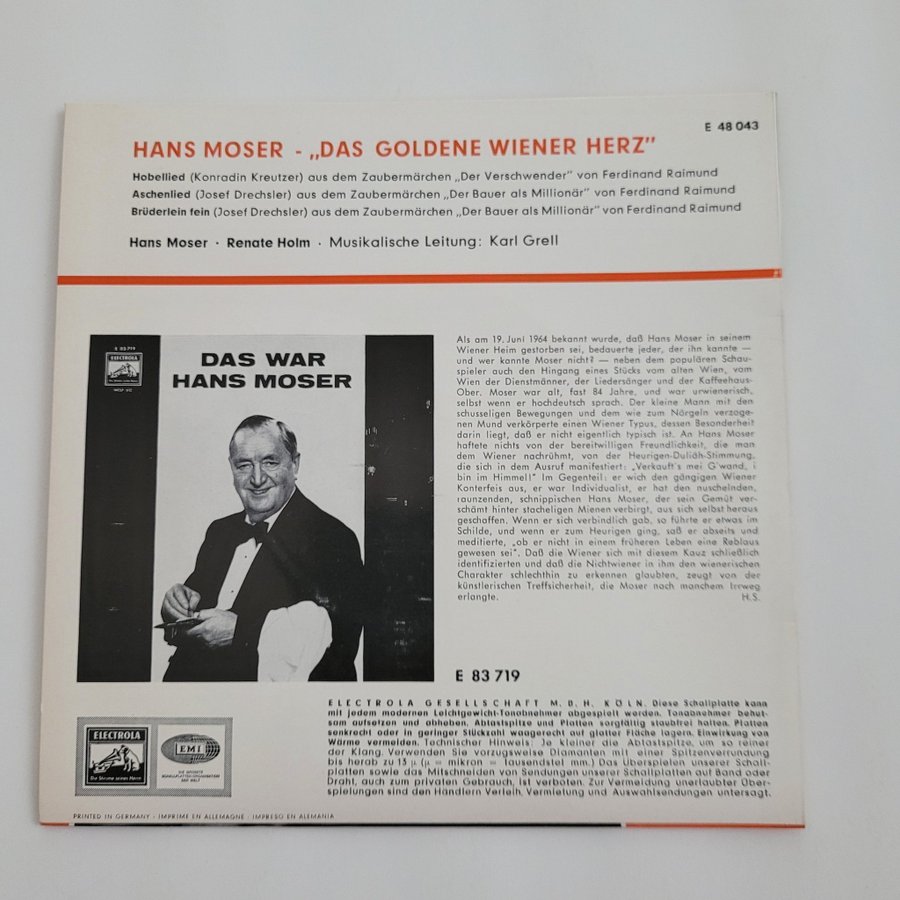 E 48 043
HANS MOSER - „DAS GOLDENE WIENER HERZ"
Hobellied (Konradin Kreutzer) aus dem Zaubermärchen „Der Verschwender" von Ferdinand Raimund
Aschenlied (Josef Drechsler) aus dem Zaubermärchen „Der Bauer als Millionär" von Ferdinand Raimund
Brüderlein fein (Josef Drechsler) aus dem Zaubermärchen „Der Bauer als Millionär" von Ferdinand Raimund
Hans Moser · Renate Holm · Musikalische Leitung: Karl Grell
E 83 719
ELECTROLA
DAS WAR
HANS MOSER
Als am 19. Juni 1964 bekannt wurde, daß Hans Moser in seinem
Wiener Heim gestorben sei, bedauerte jeder, der ihn kannte —
und wer kannte Moser nicht? — neben dem populären Schau-
spieler auch den Hingang eines Stücks vom alten Wien, vom
Wien der Dienstmänner, der Liedersänger und der Kaffeehaus-
Ober. Moser war alt, fast 84 Jahre, und war urwienerisch,
selbst wenn er hochdeutsch sprach. Der kleine Mann mit den
schusseligen Bewegungen und dem wie zum Nörgeln verzoge-
nen Mund verkörperte einen Wiener Typus, dessen Besonderheit
darin liegt, daß er nicht eigentlich typisch ist. An Hans Moser
haftete nichts von der bereitwilligen Freundlichkeit, die man
dem Wiener nachrühmt, von der Heurigen-Duliäh-Stimmung,
die sich in dem Ausruf manifestiert: „Verkauft's mei G'wand, i
bin im Himmel!" Im Gegenteil: er wich den gängigen Wiener
Konterfeis aus, er war Individualist, er hat den nuschelnden,
raunzenden, schnippischen Hans Moser, der sein Gemüt ver-
schämt hinter stacheligen Mienen verbirgt, aus sich selbst heraus
geschaffen. Wenn er sich verbindlich gab, so führte er etwas im
Schilde, und wenn er zum Heurigen ging, saß er abseits und
meditierte, „ob er nicht in einem früheren Leben eine Reblaus
gewesen sei". Daß die Wiener sich mit diesem Kauz schließlich
identifizierten und daß die Nichtwiener in ihm den wienerischen
Charakter schlechthin zu erkennen glaubten, zeugt von der
künstlerischen Treffsicherheit, die Moser nach manchem Irrweg
erlangte. H.S.
E 83 719
ELECTROLA GESELLSCHAFT M.B.H. KÖLN. Diese Schallplatte kann
mit jedem modernen Leichtgewicht-Tonabnehmer abgespielt werden. Tonabnehmer behut-
sam aufsetzen und abheben. Abtastspitze und Platten sorgfältig staubfrei halten. Platten
senkrecht oder in geringer Stückzahl waagerecht auf glatter Fläche lagern. Einwirkung von
Wärme vermeiden. Technischer Hinweis: Je kleiner die Abtastspitze, um so reiner
der Klang. Verwenden Sie vorzugsweise Diamanten mit einer Spitzenverrundung
bis herab zu 13 µ (µ = mikron = tausendstel mm.) Das Überspielen unserer Schall-
platten sowie das Mitschneiden von Sendungen unserer Schallplatten auf Band oder
Draht, auch zum privaten Gebrauch, ist verboten. Zur Vermeidung unerlaubter Über-
spielungen sind den Händlern Verleih, Vermietung und Auswahlsendungen untersagt.
ELECTROLA
Die Stimme seines Herrn
EMI
DIE GROSSTE
SCHALLPLATTEN-ORGANISATION
DER WELT
PRINTED IN GERMANY · IMPRIME EN ALLEMAGNE · IMPRESO EN ALEMANIA